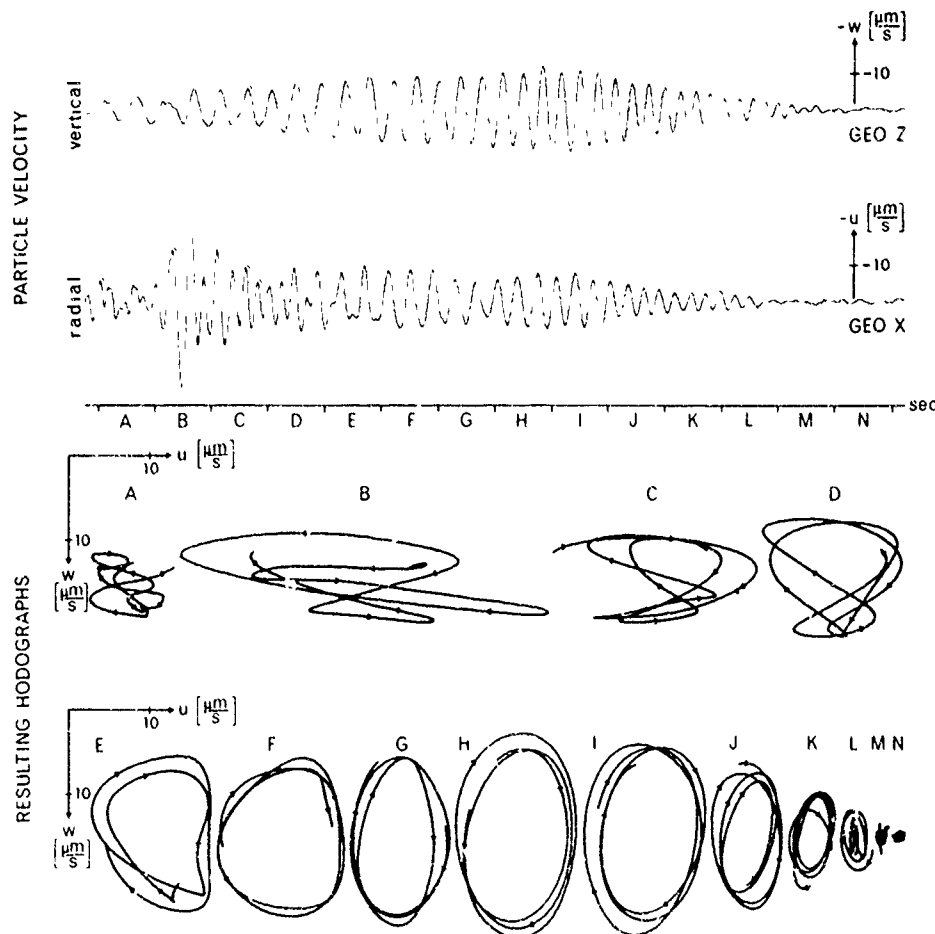 PARTICLE VELOCITY
vertical
-w [μm/s]
-10
GEO Z
radial
-u [μm/s]
-10
GEO X
sec
A B C D E F G H I J K L M N
RESULTING HODOGRAPHS
10 u [μm/s]
A B C D
10
w
[μm/s]
10 u [μm/s]
E F G H I J K L M N
10
w
[μm/s]